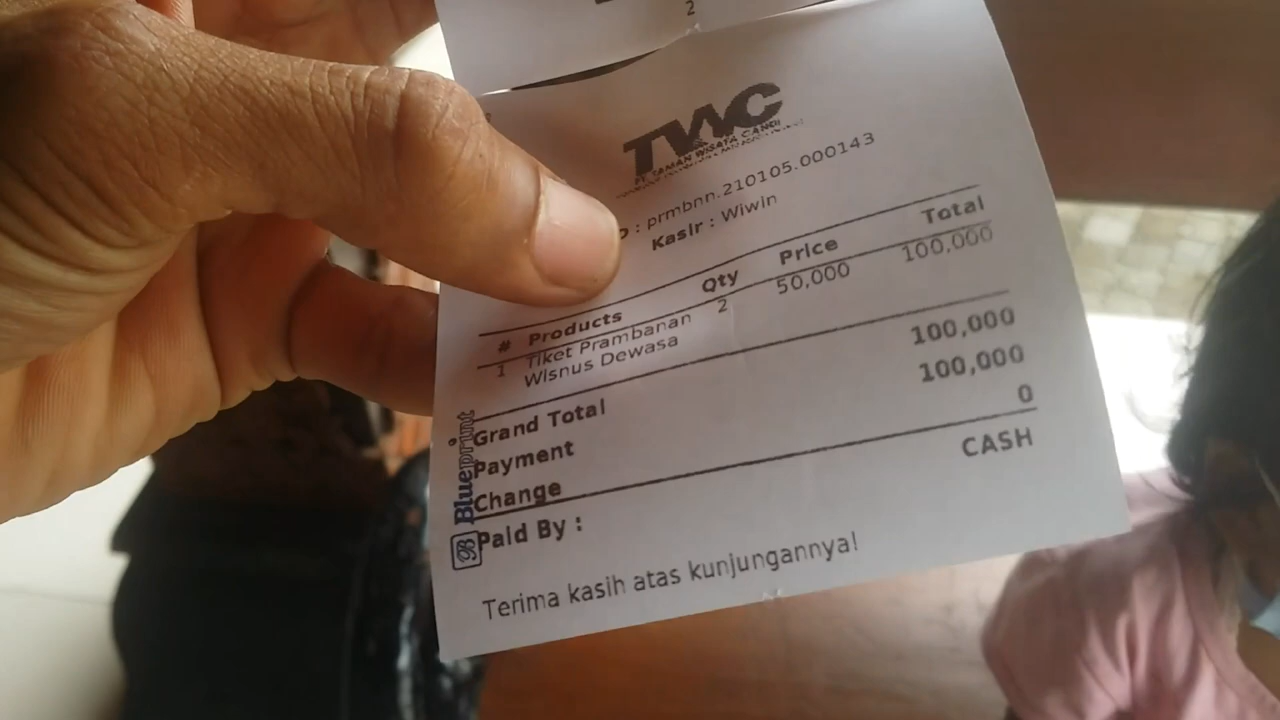 2
TWC
PT. TAMAN WISATA CANDI
: prmbnn.210105.000143
Kasir : Wiwin
# Products Qty Price Total
1 Tiket Prambanan 2 50,000 100,000
Wisnus Dewasa
Grand Total 100,000
Payment 100,000
Change 0
Paid By : CASH
Terima kasih atas kunjungannya!
B Blueprint